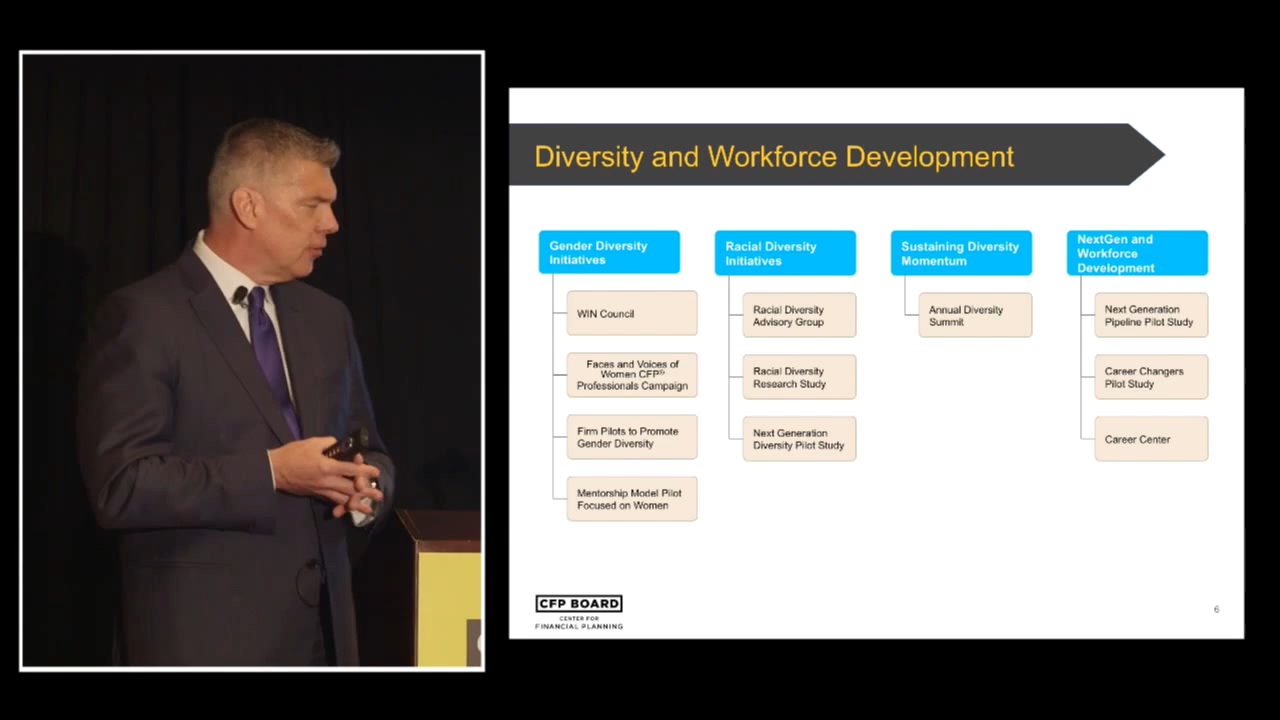 Diversity and Workforce Development
Gender Diversity
Initiatives
WIN Council
Faces and Voices of
Women CFP®
Professionals Campaign
Firm Pilots to Promote
Gender Diversity
Mentorship Model Pilot
Focused on Women
Racial Diversity
Initiatives
Racial Diversity
Advisory Group
Racial Diversity
Research Study
Next Generation
Diversity Pilot Study
Sustaining Diversity
Momentum
Annual Diversity
Summit
NextGen and
Workforce
Development
Next Generation
Pipeline Pilot Study
Career Changers
Pilot Study
Career Center
CFP BOARD
CENTER FOR
FINANCIAL PLANNING
6